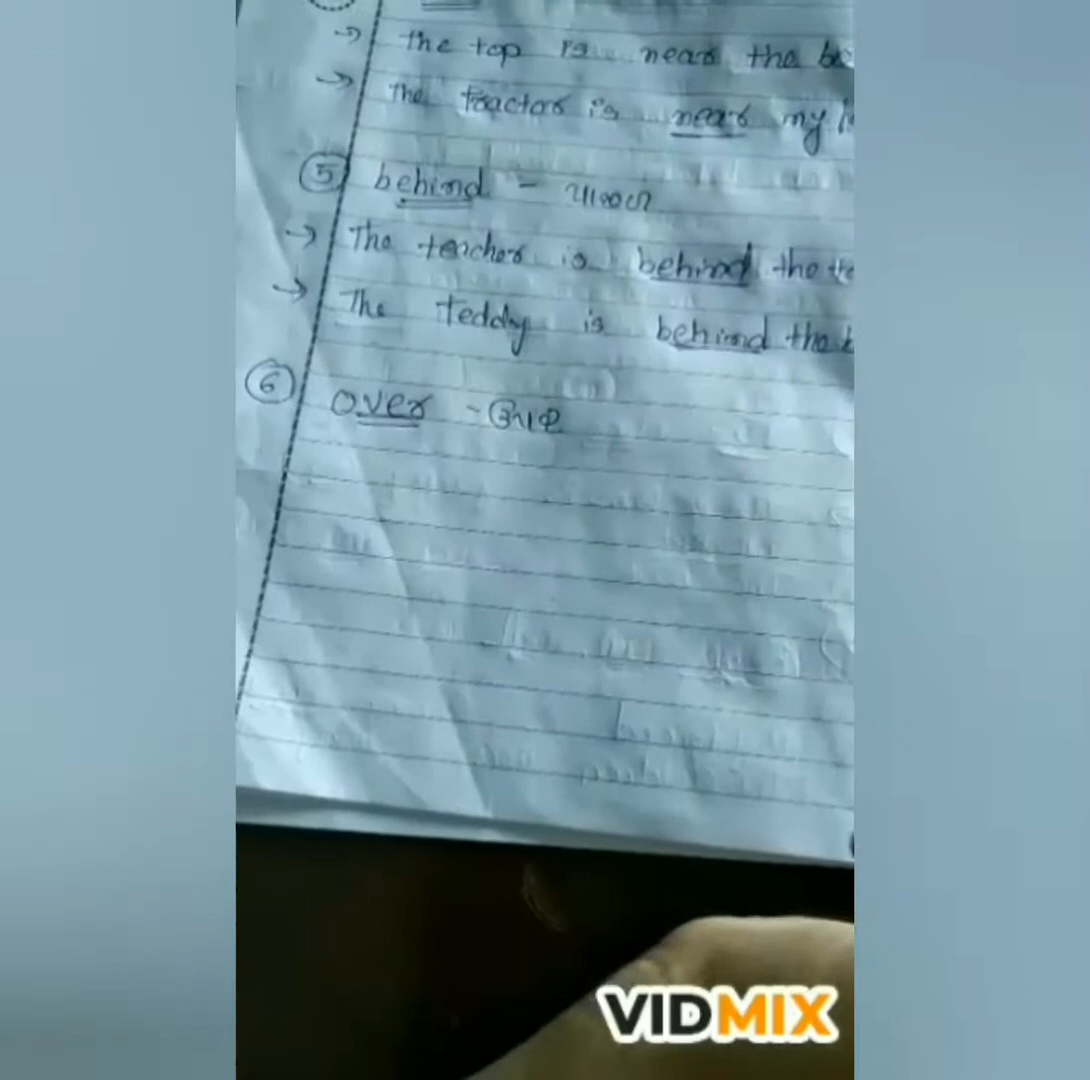 → the top is near the
→ The tractor is near my
⑤ behind - પાછળ
→ The teacher is behind the
→ The teddy is behind the
⑥ over - ઉપર
VIDMIX